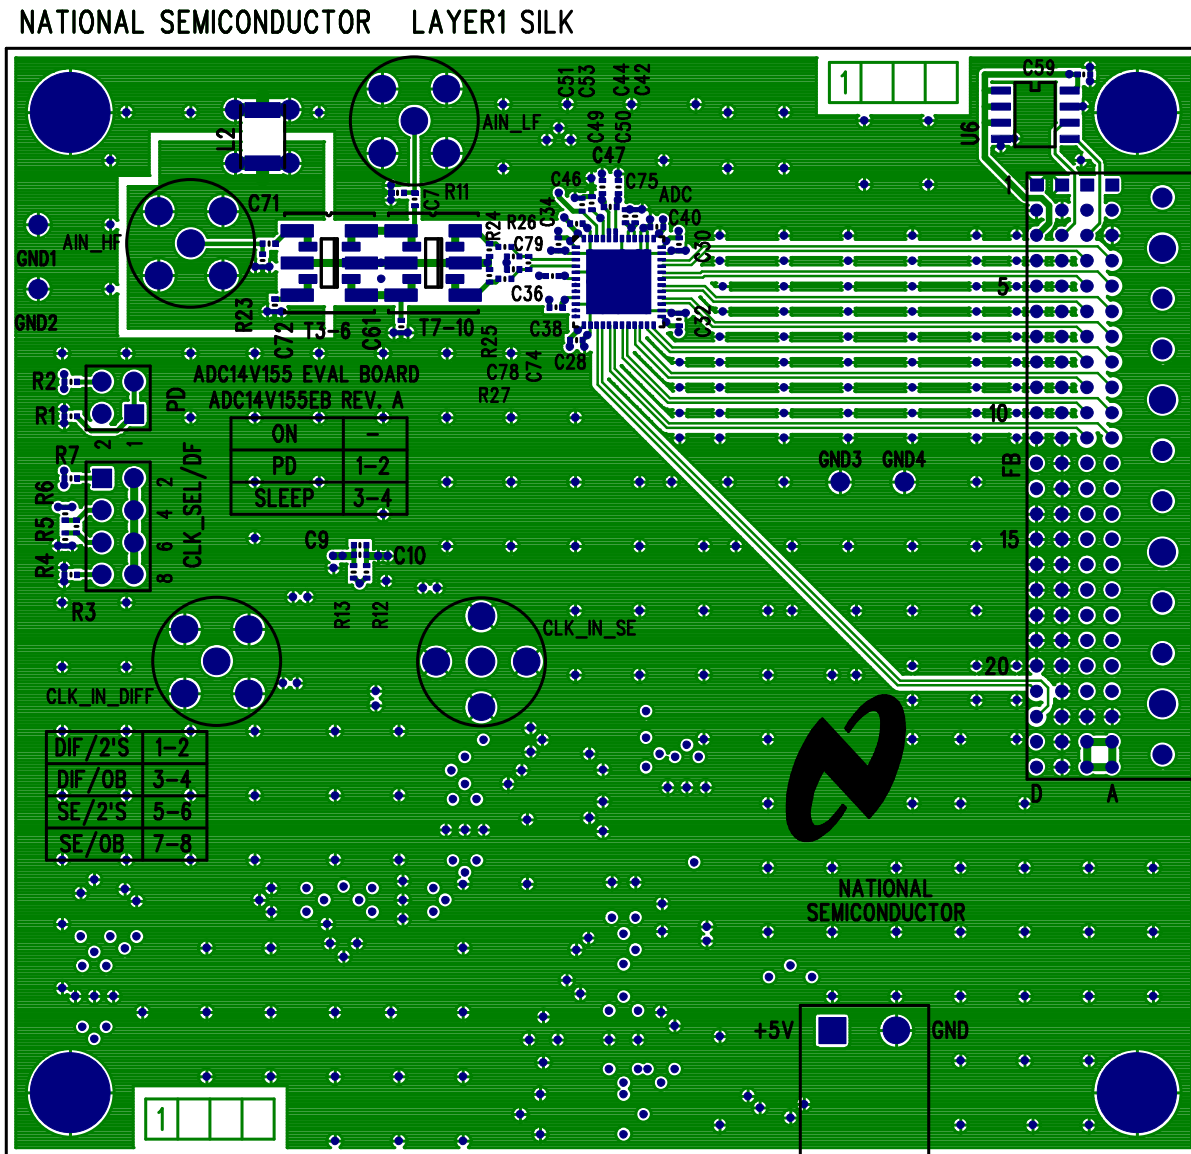 NATIONAL SEMICONDUCTOR LAYER1 SILK
1
C51
C53
C44
C42
C59
U6
L2
AIN_LF
C49
C50
C47
C46
C75
ADC
C71
C7
R11
C34
R24
R26
C79
C40
C30
AIN_HF
GND1
GND2
C36
5
R23
C72
T3-6
C61
T7-10
C38
C28
C32
R25
C78
C74
R27
ADC14V155 EVAL BOARD
ADC14V155EB REV. A
R2
R1
PD
2
1
ON -
PD 1-2
SLEEP 3-4
10
R7
R6
R5
R4
R3
2
4
6
8
CLK_SEL/DF
GND3 GND4
FB
15
C9
C10
R13
R12
CLK_IN_SE
CLK_IN_DIFF
20
DIF/2'S 1-2
DIF/OB 3-4
SE/2'S 5-6
SE/OB 7-8
D A
NATIONAL
SEMICONDUCTOR
+5V GND
1